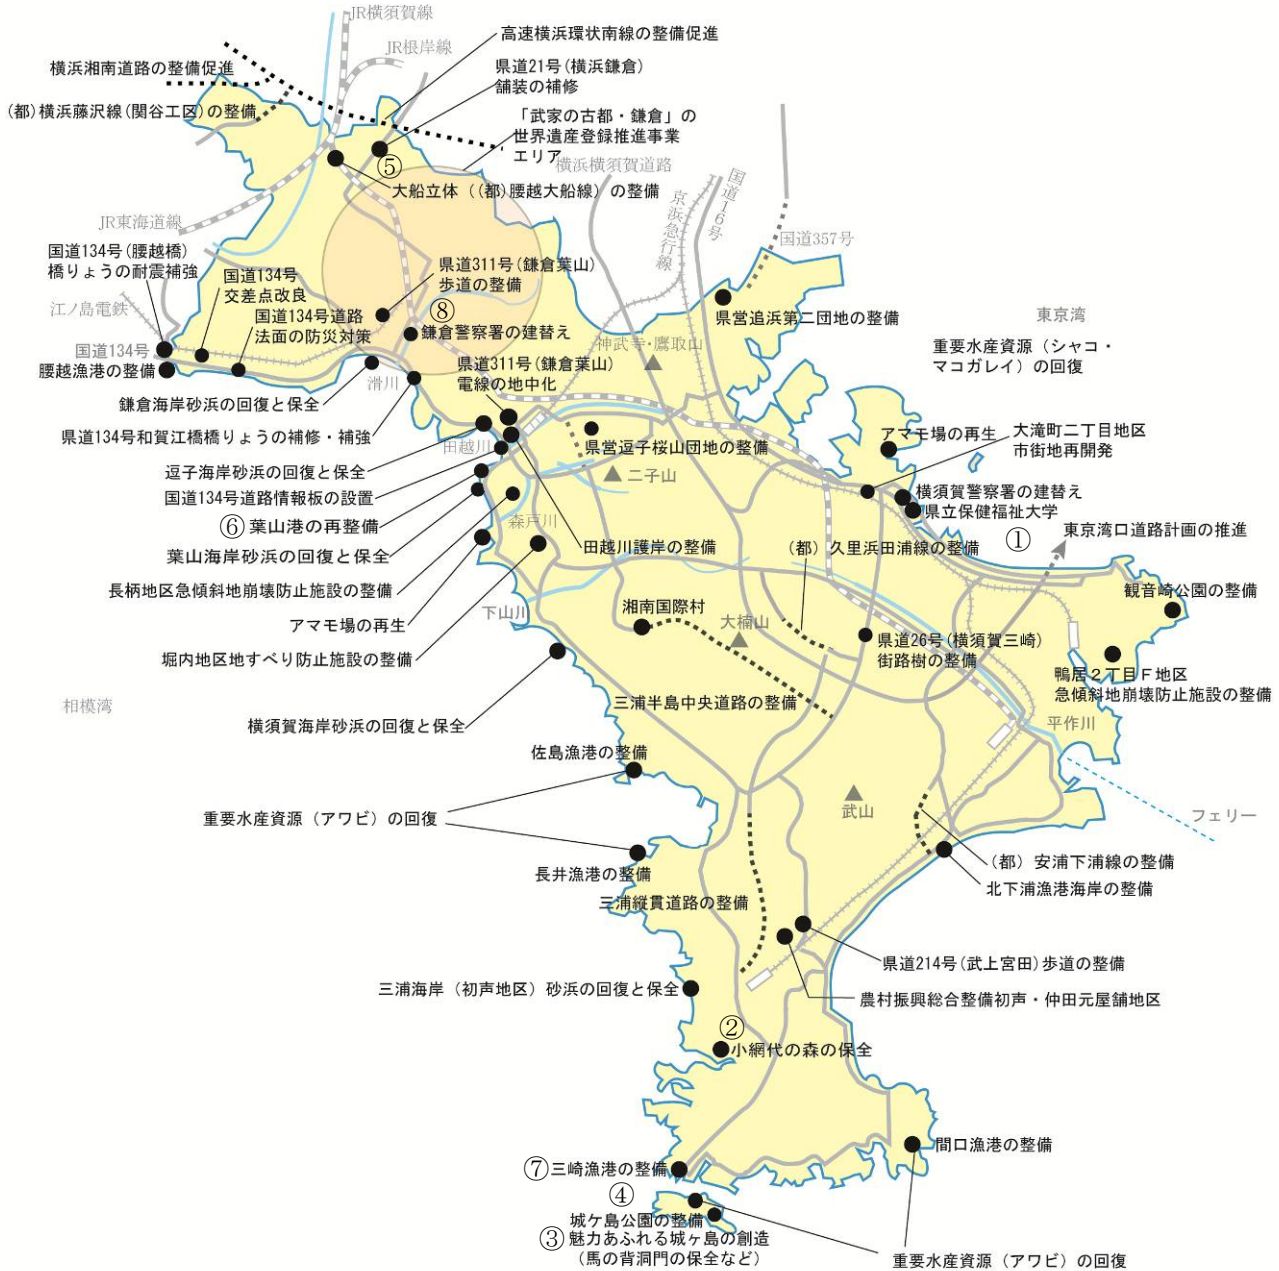 JR横須賀線
高速横浜環状南線の整備促進
JR根岸線
横浜湘南道路の整備促進
県道21号(横浜鎌倉)
舗装の補修
(都)横浜藤沢線(関谷工区)の整備
「武家の古都・鎌倉」の
世界遺産登録推進事業
エリア
⑤
横浜横須賀道路
国道16号
京浜急行線
大船立体((都)腰越大船線)の整備
JR東海道線
国道357号
国道134号(腰越橋)
橋りょうの耐震補強
国道134号
交差点改良
県道311号(鎌倉葉山)
歩道の整備
江ノ島電鉄
国道134号道路
法面の防災対策
⑧
鎌倉警察署の建替え
県営追浜第二団地の整備
東京湾
国道134号
腰越漁港の整備
神武寺・鷹取山
重要水産資源(シャコ・
マコガレイ)の回復
県道311号(鎌倉葉山)
電線の地中化
滑川
鎌倉海岸砂浜の回復と保全
県道134号和賀江橋橋りょうの補修・補強
田越川
県営逗子桜山団地の整備
アマモ場の再生
大滝町二丁目地区
市街地再開発
逗子海岸砂浜の回復と保全
二子山
国道134号道路情報板の設置
横須賀警察署の建替え
県立保健福祉大学
⑥葉山港の再整備
森戸川
①
東京湾口道路計画の推進
葉山海岸砂浜の回復と保全
田越川護岸の整備
(都)久里浜田浦線の整備
長柄地区急傾斜地崩壊防止施設の整備
観音崎公園の整備
下山川
湘南国際村
大楠山
アマモ場の再生
県道26号(横須賀三崎)
街路樹の整備
堀内地区地すべり防止施設の整備
鴨居2丁目F地区
急傾斜地崩壊防止施設の整備
相模湾
三浦半島中央道路の整備
横須賀海岸砂浜の回復と保全
平作川
佐島漁港の整備
重要水産資源(アワビ)の回復
武山
フェリー
長井漁港の整備
(都)安浦下浦線の整備
北下浦漁港海岸の整備
三浦縦貫道路の整備
県道214号(武上宮田)歩道の整備
三浦海岸(初声地区)砂浜の回復と保全
農村振興総合整備初声・仲田元屋舗地区
②
小網代の森の保全
間口漁港の整備
⑦三崎漁港の整備
④
城ケ島公園の整備
③魅力あふれる城ヶ島の創造
(馬の背洞門の保全など)
重要水産資源(アワビ)の回復